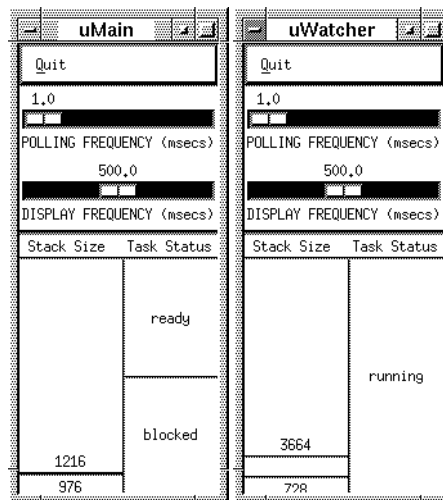 uMain
Quit
1.0
POLLING FREQUENCY (msecs)
500.0
DISPLAY FREQUENCY (msecs)
Stack Size Task Status
ready
blocked
1216
976
uWatcher
Quit
1.0
POLLING FREQUENCY (msecs)
500.0
DISPLAY FREQUENCY (msecs)
Stack Size Task Status
running
3664
728